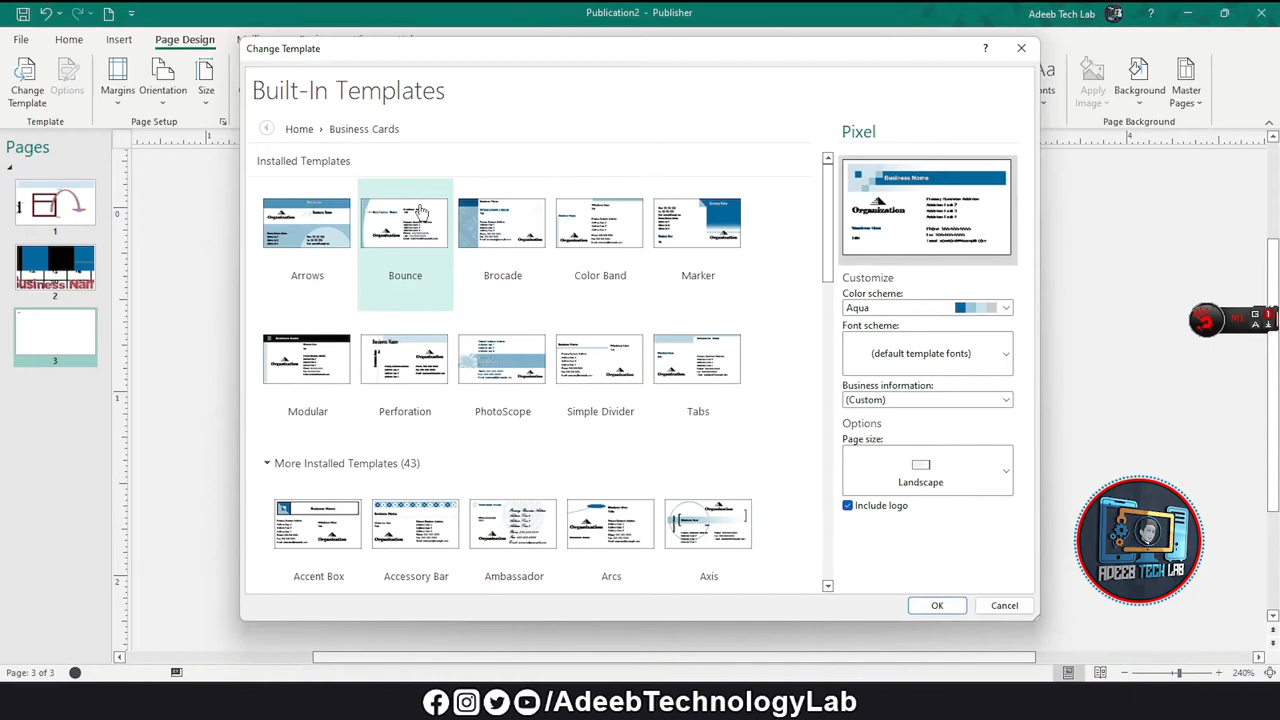 Publication2 - Publisher
Adeeb Tech Lab
?
File
Home
Insert
Page Design
Change
Template
Options
Margins
Orientation
Size
Apply
Image
Background
Master
Pages
Template
Page Setup
Page Background
Change Template
?
Built-In Templates
Home
Business Cards
Installed Templates
Arrows
Bounce
Brocade
Color Band
Marker
Modular
Perforation
PhotoScope
Simple Divider
Tabs
More Installed Templates (43)
Accent Box
Accessory Bar
Ambassador
Arcs
Axis
Pixel
Business Name
Organization
Customize
Color scheme:
Aqua
Font scheme:
(default template fonts)
Business information:
(Custom)
Options
Page size:
Landscape
Include logo
OK
Cancel
Pages
1
2
3
ADEEB TECH LAB
Page: 3 of 3
240%
/AdeebTechnologyLab